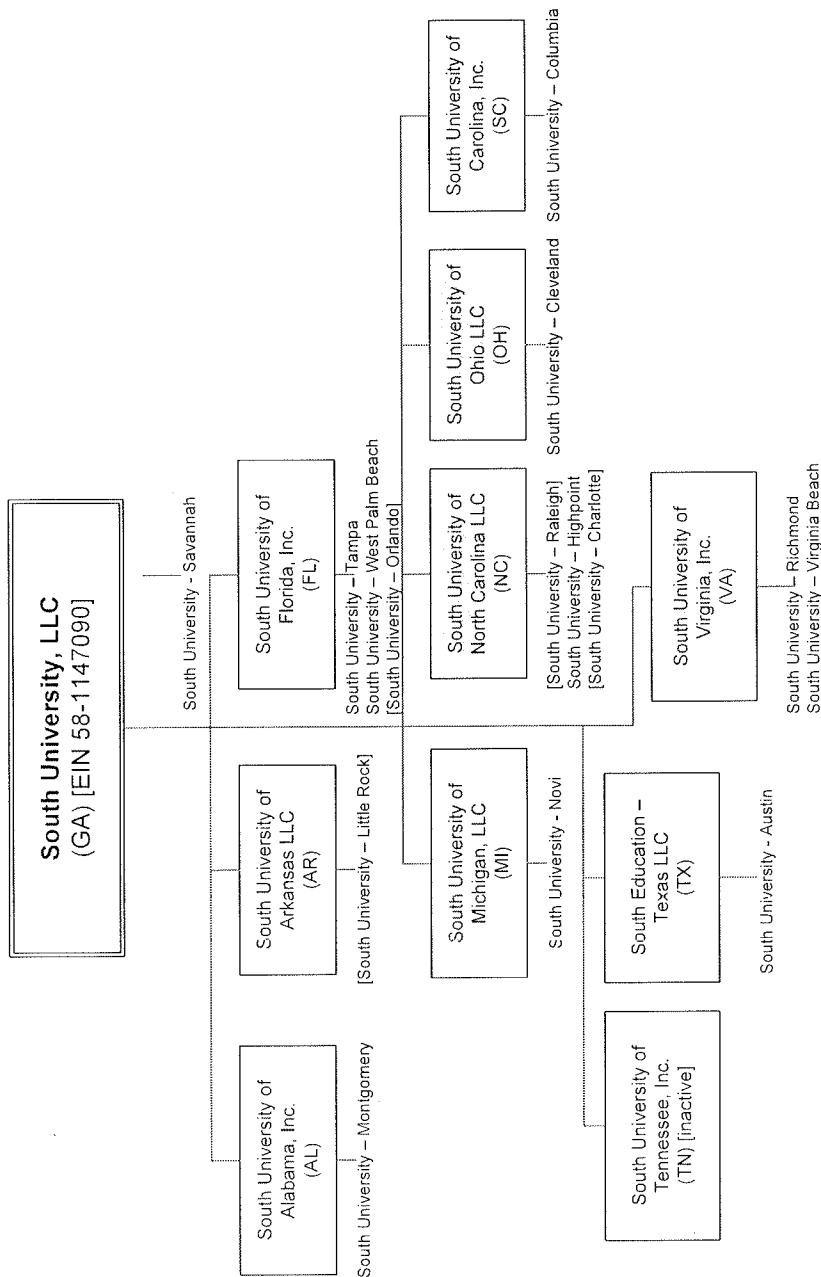 South University, LLC
(GA) [EIN 58-1147090]
South University - Savannah
South University of
Alabama, Inc.
(AL)
South University – Montgomery
South University of
Arkansas LLC
(AR)
[South University – Little Rock]
South University of
Florida, Inc.
(FL)
South University – Tampa
South University – West Palm Beach
[South University – Orlando]
South University of
Michigan, LLC
(MI)
South University - Novi
South University of
North Carolina LLC
(NC)
[South University – Raleigh]
South University – Highpoint
[South University – Charlotte]
South University of
Ohio LLC
(OH)
South University – Cleveland
South University of
Carolina, Inc.
(SC)
South University – Columbia
South University of
Tennessee, Inc.
(TN) [inactive]
South Education –
Texas LLC
(TX)
South University - Austin
South University of
Virginia, Inc.
(VA)
South University – Richmond
South University – Virginia Beach